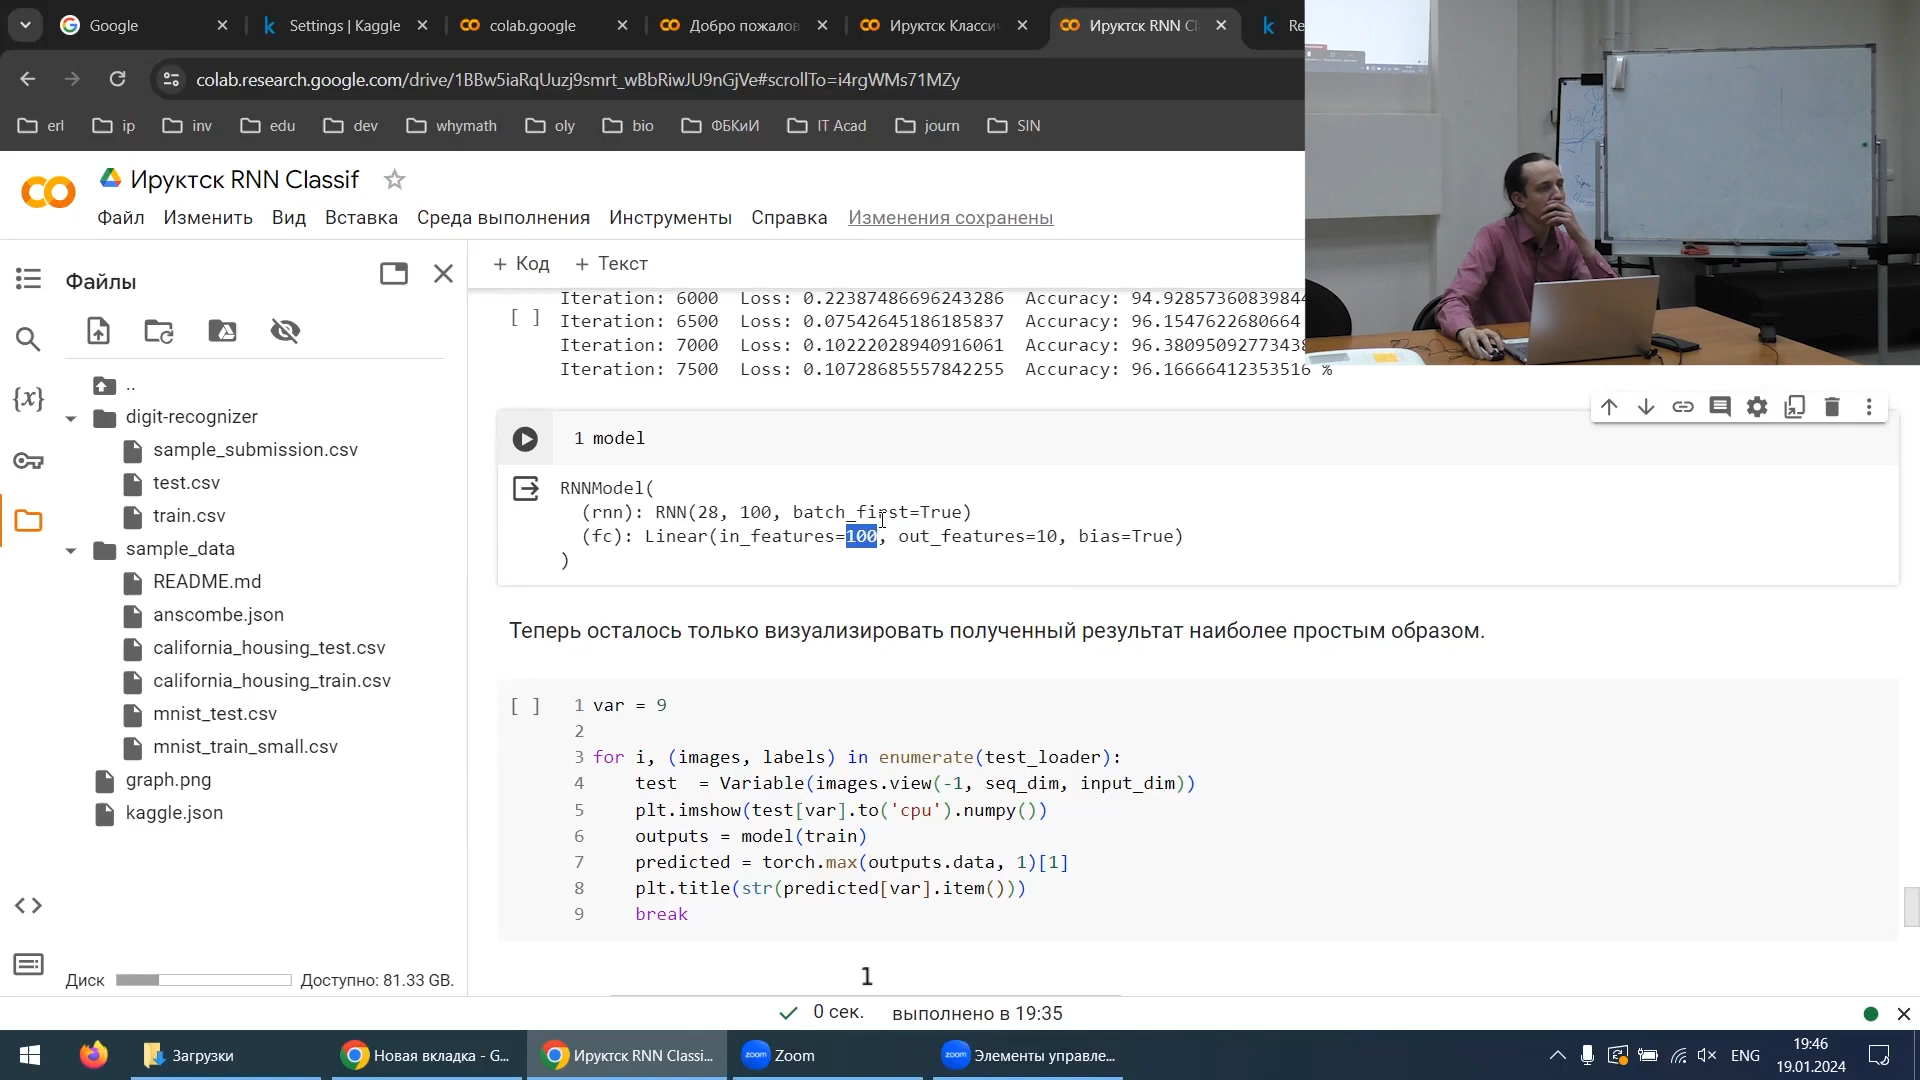 Google
Settings | Kaggle
colab.google
Добро пожалов
Ируктск Классич
Ируктск RNN Cl
Re
colab.research.google.com/drive/1BBw5iaRqUuzj9smrt_wBbRiwJU9nGjVe#scrollTo=i4rgWMs71MZy
erl
ip
inv
edu
dev
whymath
oly
bio
ФБКиИ
IT Acad
journ
SIN
Ируктск RNN Classif
Файл Изменить Вид Вставка Среда выполнения Инструменты Справка Изменения сохранены
Файлы
+ Код + Текст
..
digit-recognizer
sample_submission.csv
test.csv
train.csv
sample_data
README.md
anscombe.json
california_housing_test.csv
california_housing_train.csv
mnist_test.csv
mnist_train_small.csv
graph.png
kaggle.json
Диск Доступно: 81.33 GB.
Iteration: 6000 Loss: 0.22387486696243286 Accuracy: 94.92857360839844
[ ] Iteration: 6500 Loss: 0.07542645186185837 Accuracy: 96.1547622680664
Iteration: 7000 Loss: 0.10222028940916061 Accuracy: 96.38095092773438
Iteration: 7500 Loss: 0.10728685557842255 Accuracy: 96.16666412353516 %
1 model
RNNModel(
(rnn): RNN(28, 100, batch_first=True)
(fc): Linear(in_features=100, out_features=10, bias=True)
)
Теперь осталось только визуализировать полученный результат наиболее простым образом.
[ ] 1 var = 9
2
3 for i, (images, labels) in enumerate(test_loader):
4 test = Variable(images.view(-1, seq_dim, input_dim))
5 plt.imshow(test[var].to('cpu').numpy())
6 outputs = model(train)
7 predicted = torch.max(outputs.data, 1)[1]
8 plt.title(str(predicted[var].item()))
9 break
1
0 сек. выполнено в 19:35
Загрузки
Новая вкладка - G...
Ируктск RNN Classi...
Zoom
Элементы управле...
ENG
19:46
19.01.2024